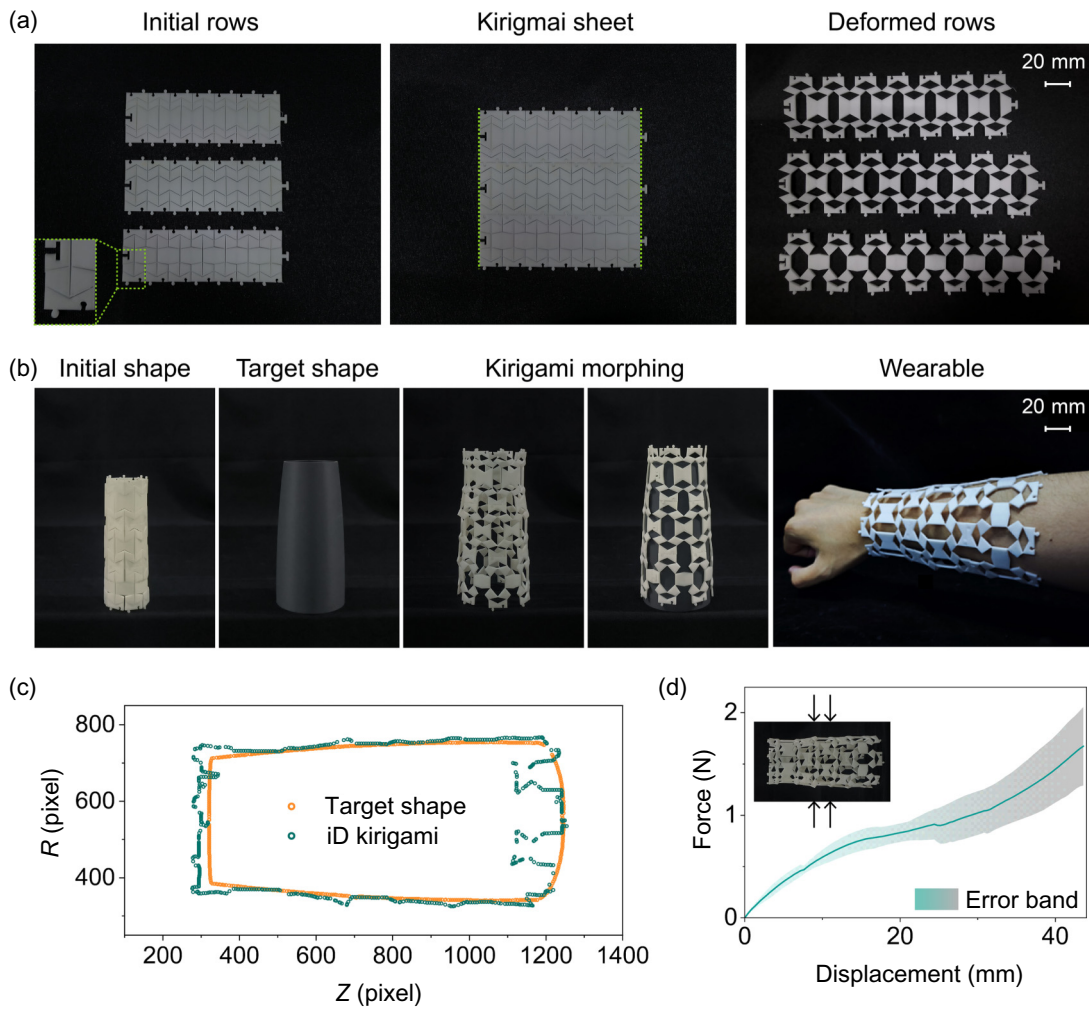 (a)
Initial rows
Kirigmai sheet
Deformed rows
20 mm
(b)
Initial shape
Target shape
Kirigami morphing
Wearable
20 mm
(c)
800
600
400
R (pixel)
Target shape
iD kirigami
200
400
600
800
1000
1200
1400
Z (pixel)
(d)
2
1
0
Force (N)
Error band
0
20
40
Displacement (mm)